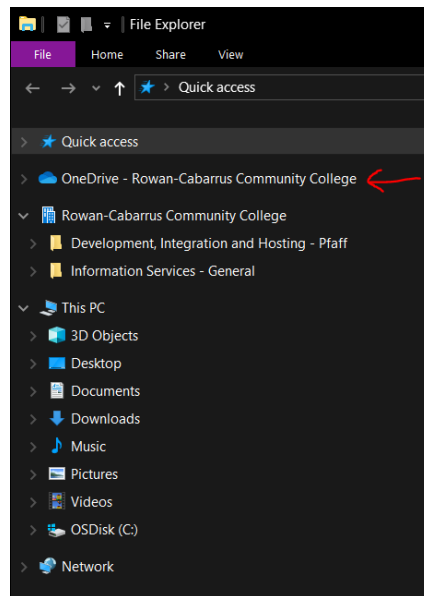 File Explorer
File Home Share View
Quick access
Quick access
OneDrive - Rowan-Cabarrus Community College
Rowan-Cabarrus Community College
Development, Integration and Hosting - Pfaff
Information Services - General
This PC
3D Objects
Desktop
Documents
Downloads
Music
Pictures
Videos
OSDisk (C:)
Network